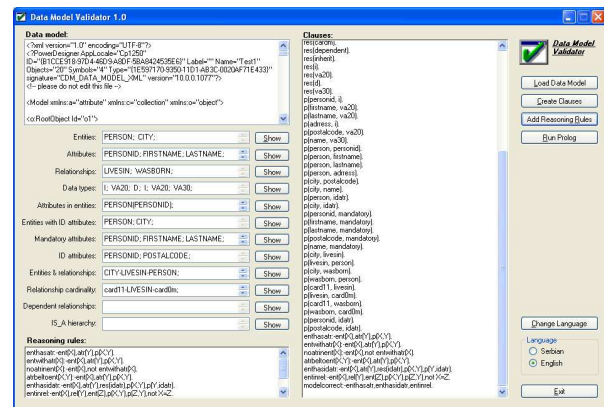 Data Model Validator 1.0
Data model:
<?xml version="1.0" encoding="UTF-8"?>
<?PowerDesigner AppLocale="Cp1250"
ID="{B1CCE918-97D4-46D9-A8DF-5BA8424535E6}" Label="" Name="Test1"
Objects="20" Symbols="4" Type="{1E597170-9350-11D1-AB3C-0020AF71E433}"
signature="CDM_DATA_MODEL_XML" version="10.0.0.1077"?>
<!-- please do not edit this file -->
<Model xmlns:a="attribute" xmlns:c="collection" xmlns:o="object">
<o:RootObject Id="o1">
Entities: PERSON; CITY; Show
Attributes: PERSONID; FIRSTNAME; LASTNAME; Show
Relationships: LIVESIN; WASBORN; Show
Data types: I; VA20; D; I; VA20; VA30; Show
Attributes in entities: PERSON[PERSONID]; Show
Entities with ID attributes: PERSON; CITY; Show
Mandatory attributes: PERSONID; FIRSTNAME; LASTNAME; Show
ID attributes: PERSONID; POSTALCODE; Show
Entities & relationships: CITY-LIVESIN-PERSON; Show
Relationship cardinality: card11-LIVESIN-card0m; Show
Dependent relationships: Show
IS_A hierarchy: Show
Reasoning rules:
enthasatr:-ent(X),atr(Y),p(X,Y).
entwithatr(X):-ent(X),atr(Y),p(X,Y).
noatrinent(X):-ent(X),not entwithatr(X).
atrbeltoent(X,Y):-ent(X),atr(Y),p(X,Y).
enthasidatr:-ent(X),atr(Y),res(idatr),p(X,Y),p(Y,idatr).
entinrel:-ent(X),rel(Y),ent(Z),p(X,Y),p(Z,Y),not X=Z.
Clauses:
res(cardm).
res(dependent).
res(inherit).
res(i).
res(va20).
res(d).
res(va30).
p(personid, i).
p(firstname, va20).
p(lastname, va20).
p(adress, i).
p(postalcode, va20).
p(name, va30).
p(person, personid).
p(person, firstname).
p(person, lastname).
p(person, adress).
p(city, postalcode).
p(city, name).
p(person, idatr).
p(city, idatr).
p(personid, mandatory).
p(firstname, mandatory).
p(lastname, mandatory).
p(postalcode, mandatory).
p(name, mandatory).
p(city, livesin).
p(livesin, person).
p(city, wasborn).
p(wasborn, person).
p(card11, livesin).
p(livesin, card0m).
p(card11, wasborn).
p(wasborn, card0m).
p(personid, idatr).
p(postalcode, idatr).
enthasatr:-ent(X),atr(Y),p(X,Y).
entwithatr(X):-ent(X),atr(Y),p(X,Y).
noatrinent(X):-ent(X),not entwithatr(X).
atrbeltoent(X,Y):-ent(X),atr(Y),p(X,Y).
enthasidatr:-ent(X),atr(Y),res(idatr),p(X,Y),p(Y,idatr).
entinrel:-ent(X),rel(Y),ent(Z),p(X,Y),p(Z,Y),not X=Z.
modelcorrect:-enthasatr,enthasidatr,entinrel.
Data Model
Validator
Load Data Model
Create Clauses
Add Reasoning Rules
Run Prolog
Change Language
Language
Serbian
English
Exit